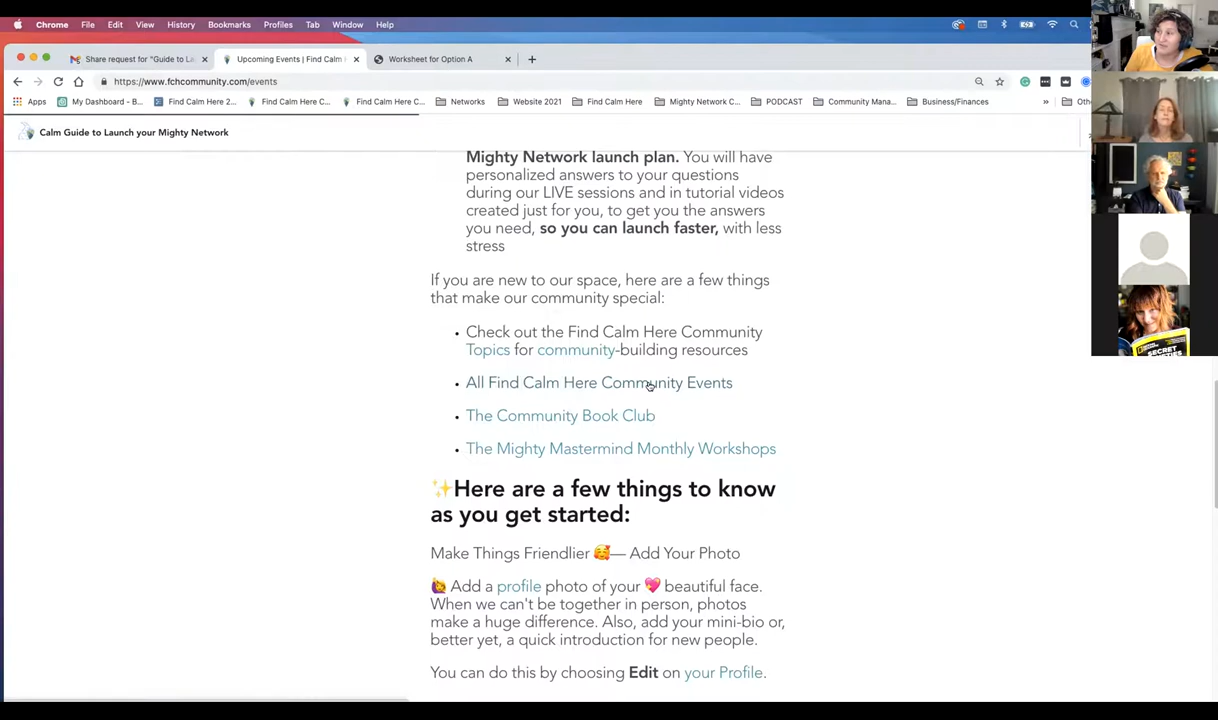 Chrome File Edit View History Bookmarks Profiles Tab Window Help
Share request for "Guide to La
Upcoming Events | Find Calm H
Worksheet for Option A
https://www.fchcommunity.com/events
Apps My Dashboard - B... Find Calm Here 2... Find Calm Here C... Find Calm Here C... Networks Website 2021 Find Calm Here Mighty Network C... PODCAST Community Mana... Business/Finances » Oth
Calm Guide to Launch your Mighty Network
Mighty Network launch plan. You will have
personalized answers to your questions
during our LIVE sessions and in tutorial videos
created just for you, to get you the answers
you need, so you can launch faster, with less
stress
If you are new to our space, here are a few things
that make our community special:
• Check out the Find Calm Here Community
Topics for community-building resources
• All Find Calm Here Community Events
• The Community Book Club
• The Mighty Mastermind Monthly Workshops
✨Here are a few things to know
as you get started:
Make Things Friendlier 🥰— Add Your Photo
🙋 Add a profile photo of your 💖 beautiful face.
When we can't be together in person, photos
make a huge difference. Also, add your mini-bio or,
better yet, a quick introduction for new people.
You can do this by choosing Edit on your Profile.
SECRET